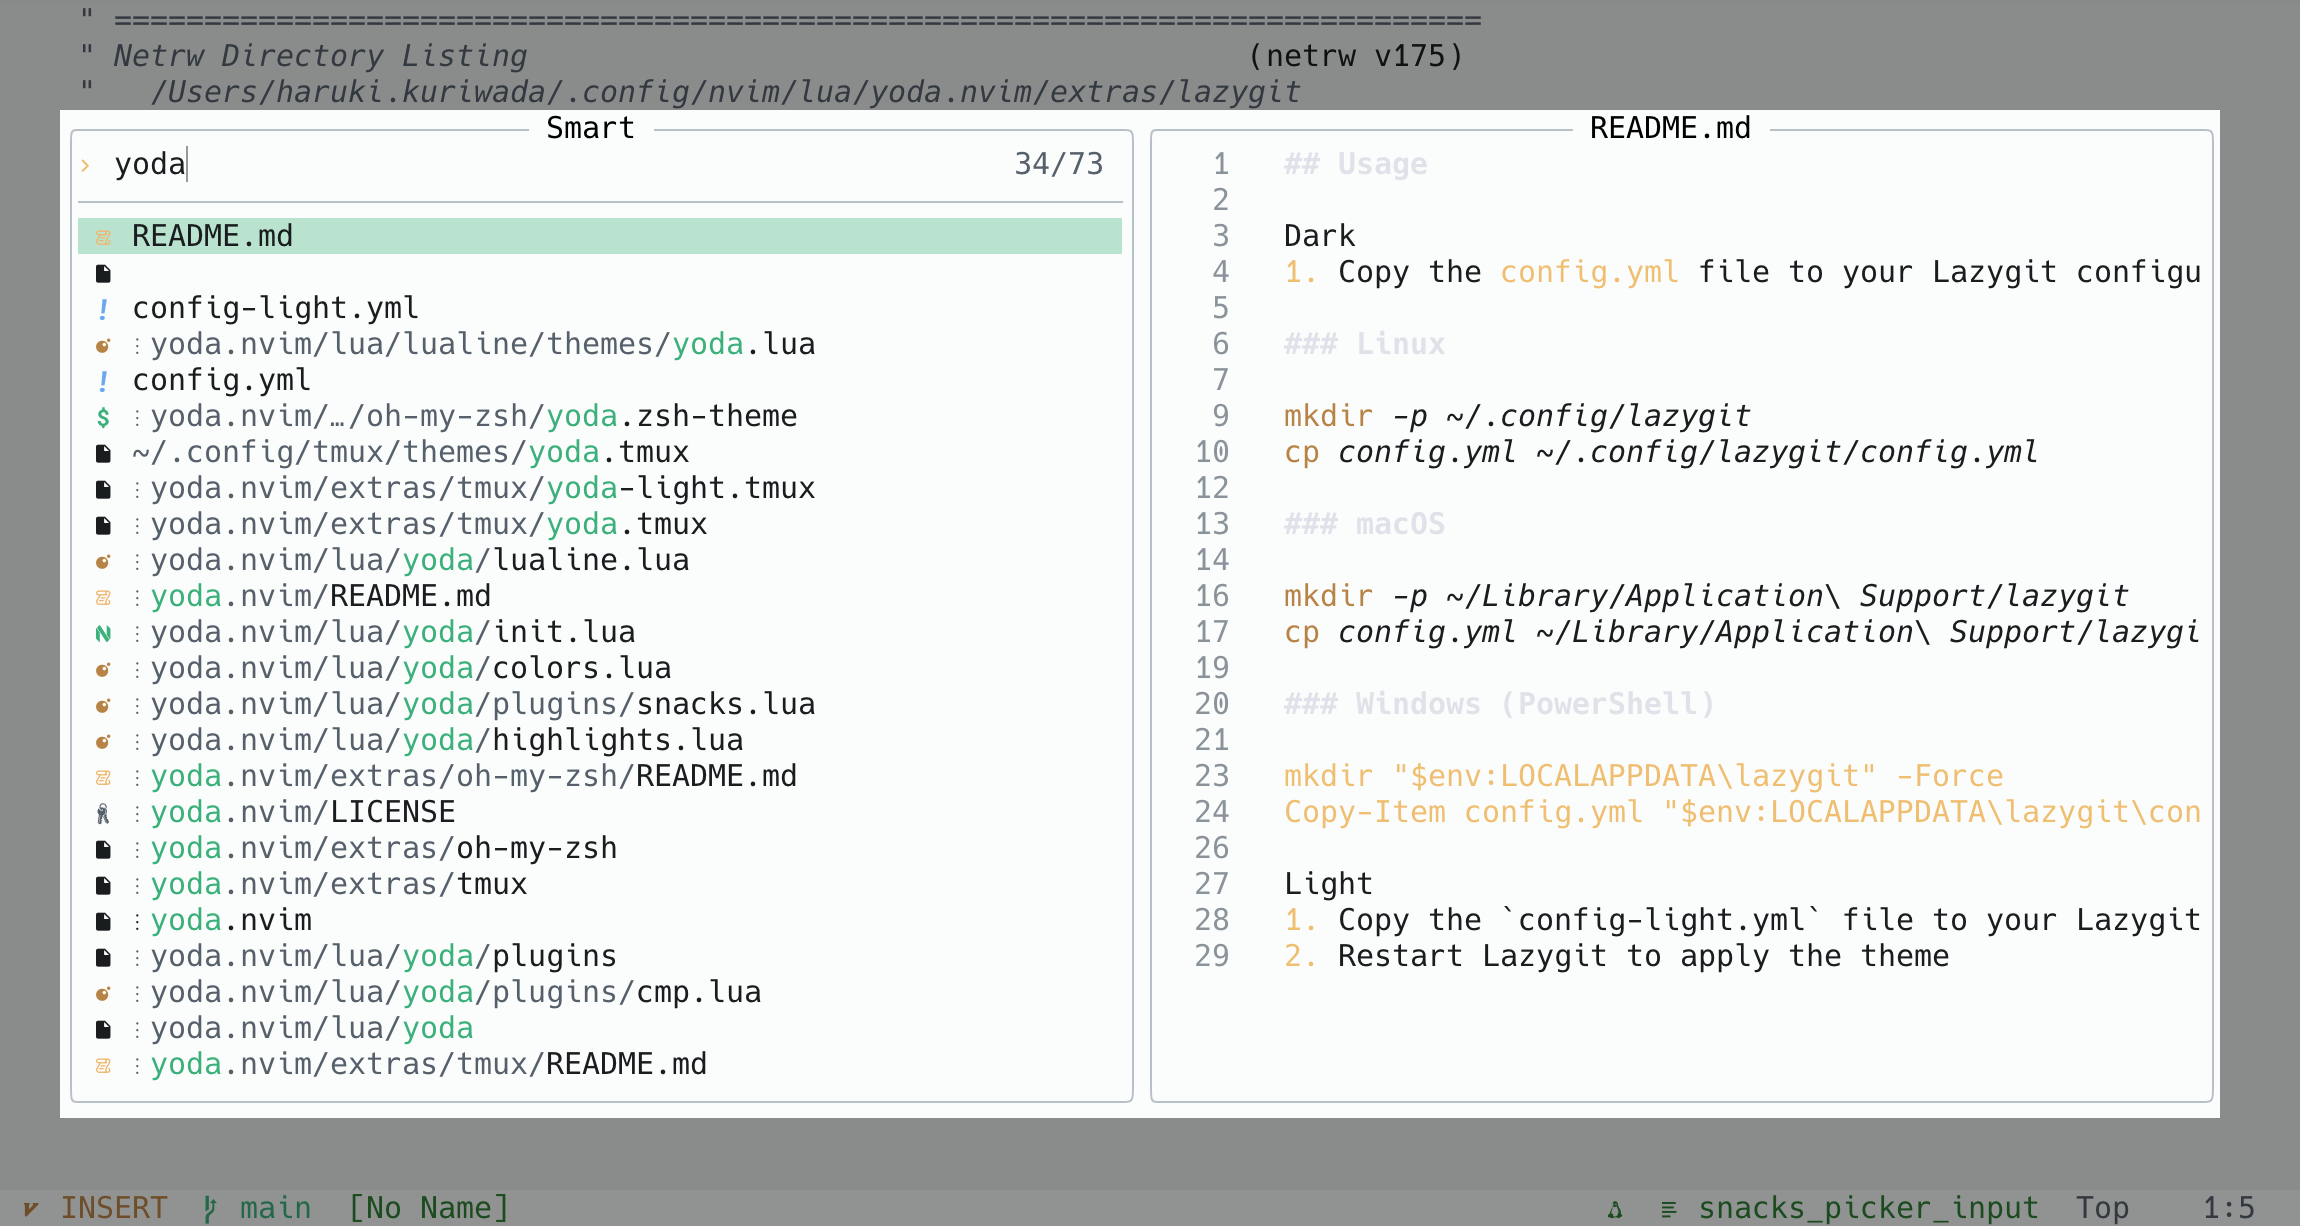 " ============================================================================
" Netrw Directory Listing (netrw v175)
" /Users/haruki.kuriwada/.config/nvim/lua/yoda.nvim/extras/lazygit
Smart
› yoda 34/73
README.md
config-light.yml
⋮yoda.nvim/lua/lualine/themes/yoda.lua
config.yml
⋮yoda.nvim/…/oh-my-zsh/yoda.zsh-theme
~/.config/tmux/themes/yoda.tmux
⋮yoda.nvim/extras/tmux/yoda-light.tmux
⋮yoda.nvim/extras/tmux/yoda.tmux
⋮yoda.nvim/lua/yoda/lualine.lua
⋮yoda.nvim/README.md
⋮yoda.nvim/lua/yoda/init.lua
⋮yoda.nvim/lua/yoda/colors.lua
⋮yoda.nvim/lua/yoda/plugins/snacks.lua
⋮yoda.nvim/lua/yoda/highlights.lua
⋮yoda.nvim/extras/oh-my-zsh/README.md
⋮yoda.nvim/LICENSE
⋮yoda.nvim/extras/oh-my-zsh
⋮yoda.nvim/extras/tmux
⋮yoda.nvim
⋮yoda.nvim/lua/yoda/plugins
⋮yoda.nvim/lua/yoda/plugins/cmp.lua
⋮yoda.nvim/lua/yoda
⋮yoda.nvim/extras/tmux/README.md
README.md
1 ## Usage
2
3 Dark
4 1. Copy the config.yml file to your Lazygit configu
5
6 ### Linux
7
9 mkdir -p ~/.config/lazygit
10 cp config.yml ~/.config/lazygit/config.yml
12
13 ### macOS
14
16 mkdir -p ~/Library/Application\ Support/lazygit
17 cp config.yml ~/Library/Application\ Support/lazygi
19
20 ### Windows (PowerShell)
21
23 mkdir "$env:LOCALAPPDATA\lazygit" -Force
24 Copy-Item config.yml "$env:LOCALAPPDATA\lazygit\con
26
27 Light
28 1. Copy the `config-light.yml` file to your Lazygit
29 2. Restart Lazygit to apply the theme
INSERT main [No Name] snacks_picker_input Top 1:5